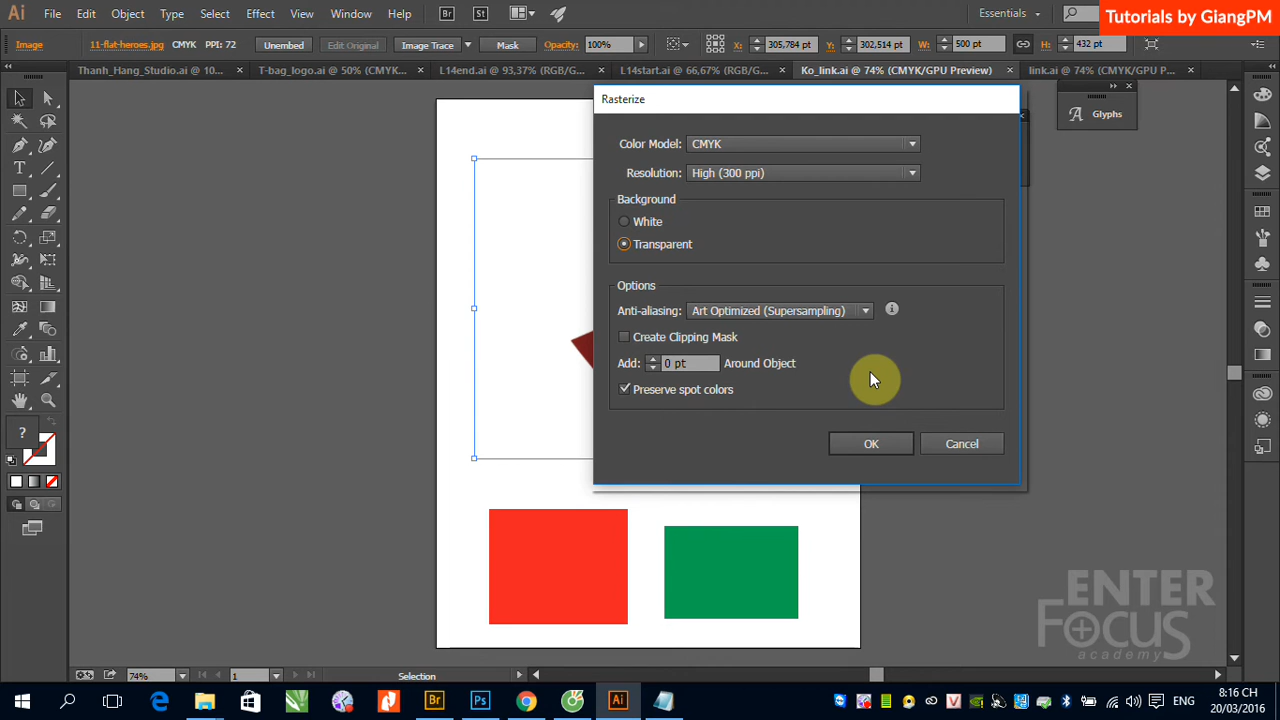 Ai File Edit Object Type Select Effect View Window Help Br St Essentials Tutorials by GiangPM
Image 11-flat-heroes.jpg CMYK PPI: 72 Unembed Edit Original Image Trace Mask Opacity: 100% X: 305,784 pt Y: 302,514 pt W: 500 pt H: 432 pt
Thanh_Hang_Studio.ai @ 10... × T-bag_logo.ai @ 50% (CMYK... × L14end.ai @ 93,37% (RGB/G... × L14start.ai @ 66,67% (RGB/G... × Ko_link.ai @ 74% (CMYK/GPU Preview) × link.ai @ 74% (CMYK/GPU P... ×
Rasterize
A Glyphs
Color Model: CMYK
Resolution: High (300 ppi)
Background
White
Transparent
Options
Anti-aliasing: Art Optimized (Supersampling)
Create Clipping Mask
Add: 0 pt Around Object
Preserve spot colors
OK Cancel
?
ENTER
FOCUS
academy
74% 1 Selection
Br Ps Ai ENG 8:16 CH
20/03/2016